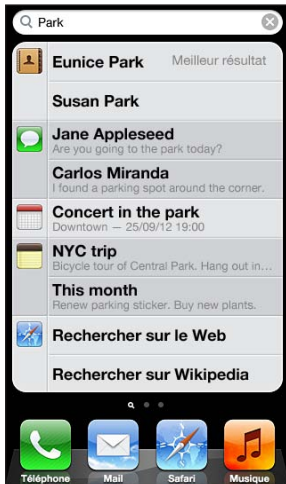 Park
Eunice Park Meilleur résultat
Susan Park
Jane Appleseed
Are you going to the park today?
Carlos Miranda
I found a parking spot around the corner.
Concert in the park
Downtown — 25/09/12 19:00
NYC trip
Bicycle tour of Central Park. Hang out in…
This month
Renew parking sticker. Buy new plants.
Rechercher sur le Web
Rechercher sur Wikipedia
Téléphone Mail Safari Musique